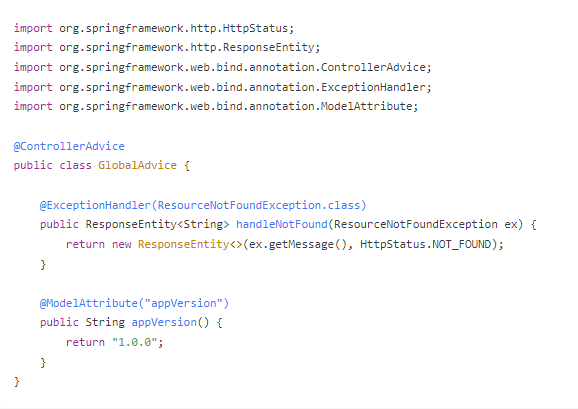 import org.springframework.http.HttpStatus;
import org.springframework.http.ResponseEntity;
import org.springframework.web.bind.annotation.ControllerAdvice;
import org.springframework.web.bind.annotation.ExceptionHandler;
import org.springframework.web.bind.annotation.ModelAttribute;

@ControllerAdvice
public class GlobalAdvice {

    @ExceptionHandler(ResourceNotFoundException.class)
    public ResponseEntity<String> handleNotFound(ResourceNotFoundException ex) {
        return new ResponseEntity<>(ex.getMessage(), HttpStatus.NOT_FOUND);
    }

    @ModelAttribute("appVersion")
    public String appVersion() {
        return "1.0.0";
    }
}